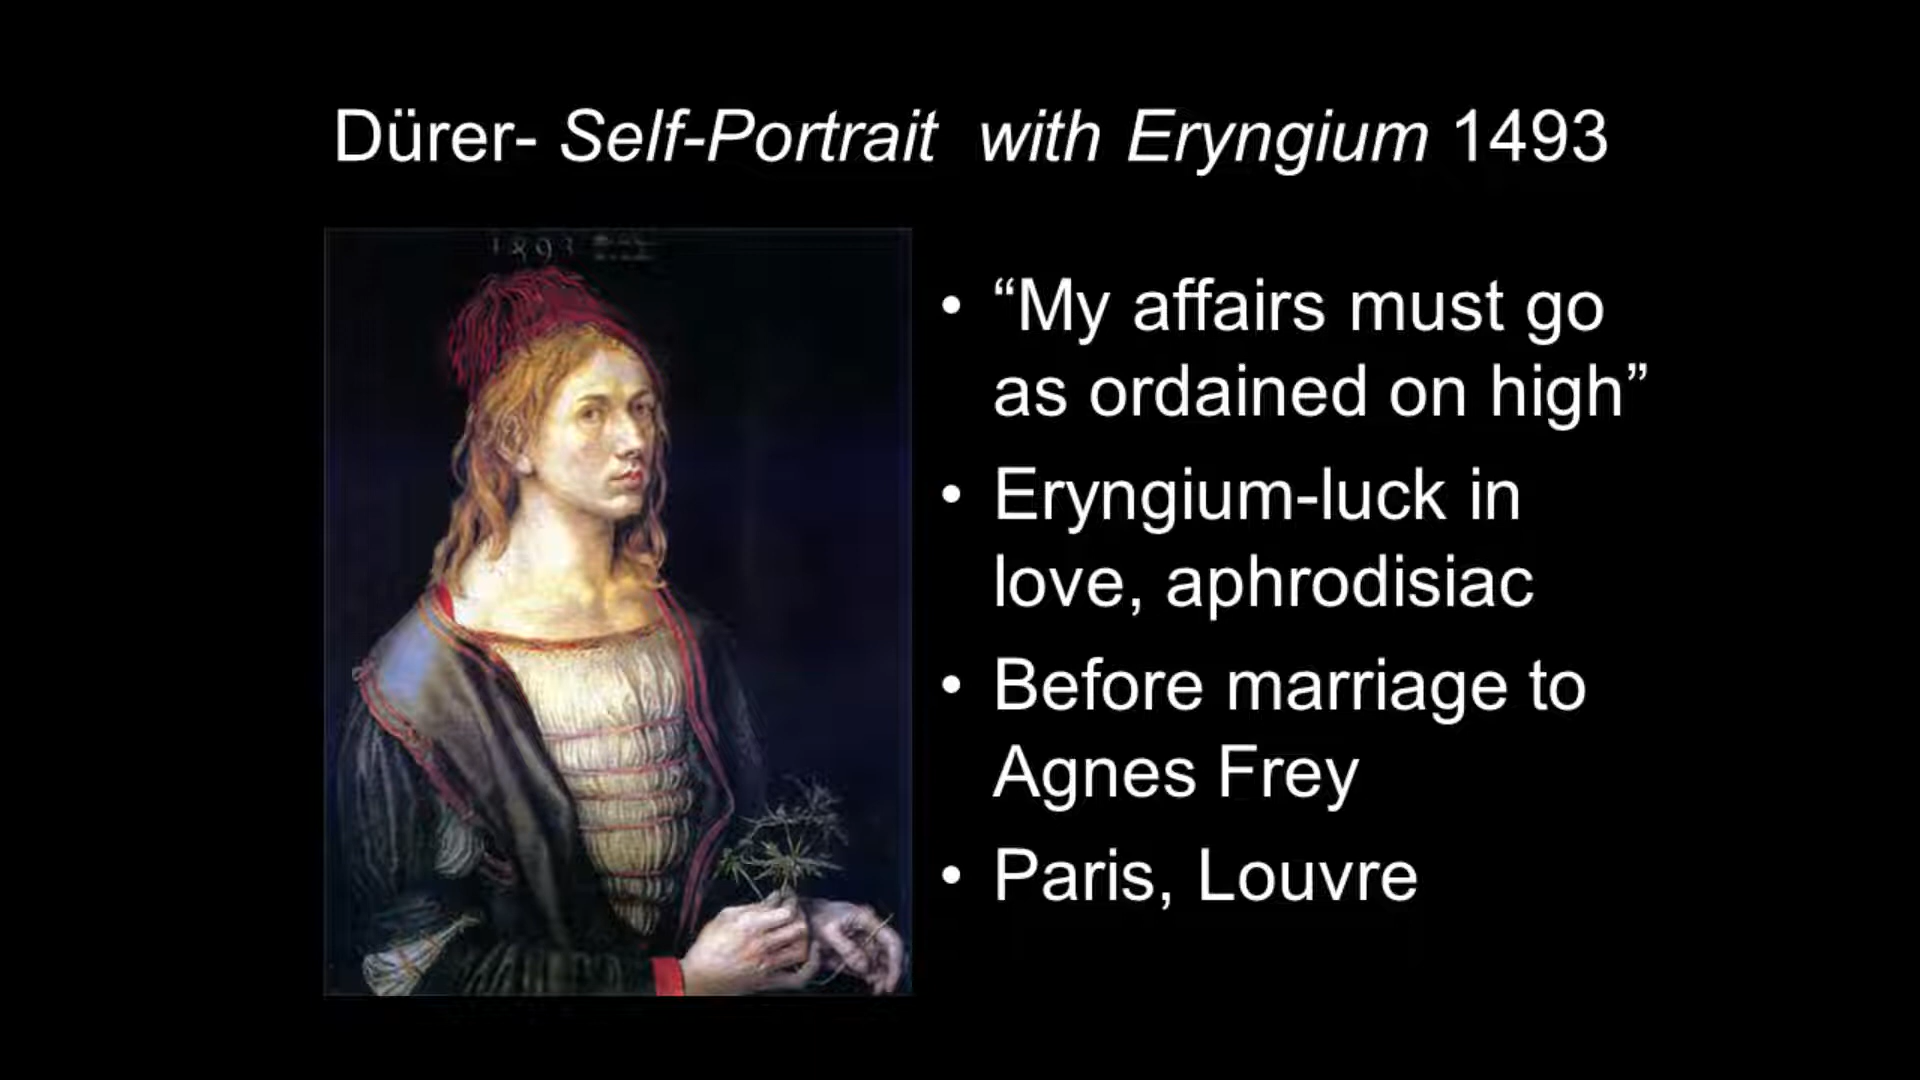 Dürer- Self-Portrait with Eryngium 1493
• “My affairs must go
as ordained on high”
• Eryngium-luck in
love, aphrodisiac
• Before marriage to
Agnes Frey
• Paris, Louvre